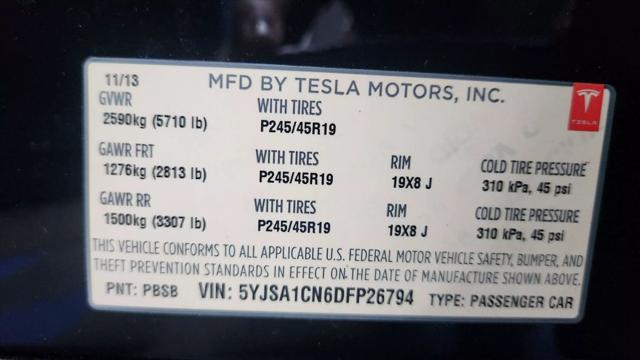 11/13 MFD BY TESLA MOTORS, INC.
TESLA
GVWR WITH TIRES
2590kg (5710 lb) P245/45R19
GAWR FRT WITH TIRES RIM COLD TIRE PRESSURE
1276kg (2813 lb) P245/45R19 19X8 J 310 kPa, 45 psi
GAWR RR WITH TIRES RIM COLD TIRE PRESSURE
1500kg (3307 lb) P245/45R19 19X8 J 310 kPa, 45 psi
THIS VEHICLE CONFORMS TO ALL APPLICABLE U.S. FEDERAL MOTOR VEHICLE SAFETY, BUMPER, AND
THEFT PREVENTION STANDARDS IN EFFECT ON THE DATE OF MANUFACTURE SHOWN ABOVE.
PNT: PBSB VIN: 5YJSA1CN6DFP26794 TYPE: PASSENGER CAR